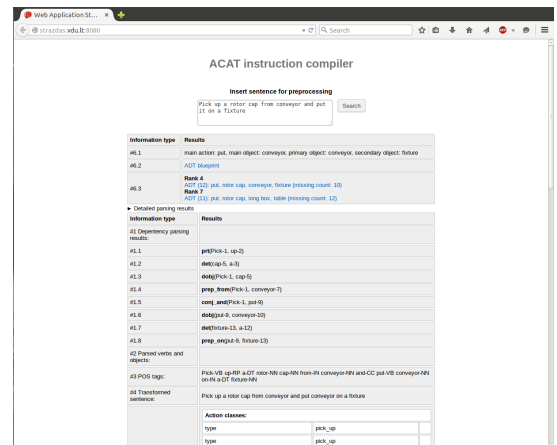 Web Application St...
strazdas.vdu.lt:8080
Search
ACAT instruction compiler
Insert sentence for preprocessing
Pick up a rotor cap from conveyor and put
it on a fixture
Search
Information type Results
#6.1 main action: put, main object: conveyor, primary object: conveyor, secondary object: fixture
#6.2 ADT blueprint
#6.3
Rank 4
ADT (12): put, rotor cap, conveyor, fixture (missing count: 10)
Rank 7
ADT (11): put, rotor cap, long box, table (missing count: 12)
► Detailed parsing results
Information type Results
#1 Depentency parsing
results:
#1.1 prt(Pick-1, up-2)
#1.2 det(cap-5, a-3)
#1.3 dobj(Pick-1, cap-5)
#1.4 prep_from(Pick-1, conveyor-7)
#1.5 conj_and(Pick-1, put-9)
#1.6 dobj(put-9, conveyor-10)
#1.7 det(fixture-13, a-12)
#1.8 prep_on(put-9, fixture-13)
#2 Parsed verbs and
objects:
#3 POS tags:
Pick-VB up-RP a-DT rotor-NN cap-NN from-IN conveyor-NN and-CC put-VB conveyor-NN
on-IN a-DT fixture-NN
#4 Transformed
sentence:
Pick up a rotor cap from conveyor and put conveyor on a fixture
Action classes:
type pick_up
type pick_up